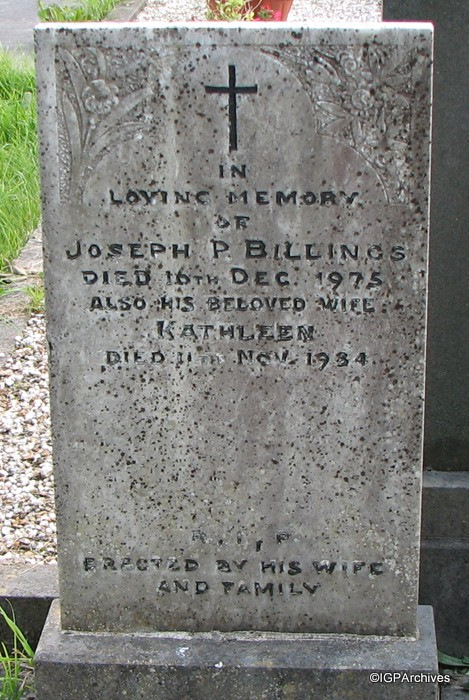 IN
LOVING MEMORY
OF
JOSEPH P. BILLINGS
DIED 16TH DEC. 1975
ALSO HIS BELOVED WIFE
KATHLEEN
DIED 11TH NOV. 1984
R.I.P.
ERECTED BY HIS WIFE
AND FAMILY
©IGPArchives